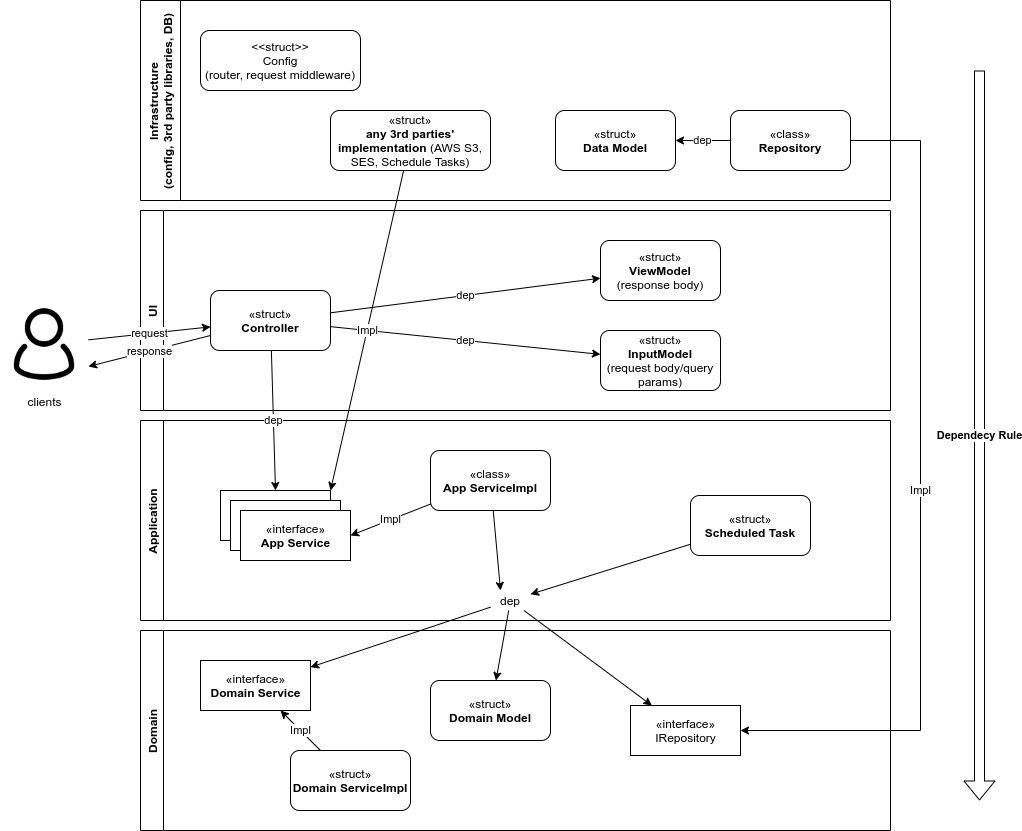 Infrastructure
(config, 3rd party libraries, DB)
<<struct>>
Config
(router, request middleware)
«struct»
any 3rd parties'
implementation (AWS S3,
SES, Schedule Tasks)
«struct»
Data Model
dep
«class»
Repository
UI
«struct»
Controller
dep
«struct»
ViewModel
(response body)
Impl
dep
«struct»
InputModel
(request body/query
params)
request
response
clients
dep
Dependecy Rule
Application
«interface»
App Service
Impl
«class»
App ServiceImpl
«struct»
Scheduled Task
Impl
dep
Domain
«interface»
Domain Service
Impl
«struct»
Domain ServiceImpl
«struct»
Domain Model
«interface»
IRepository